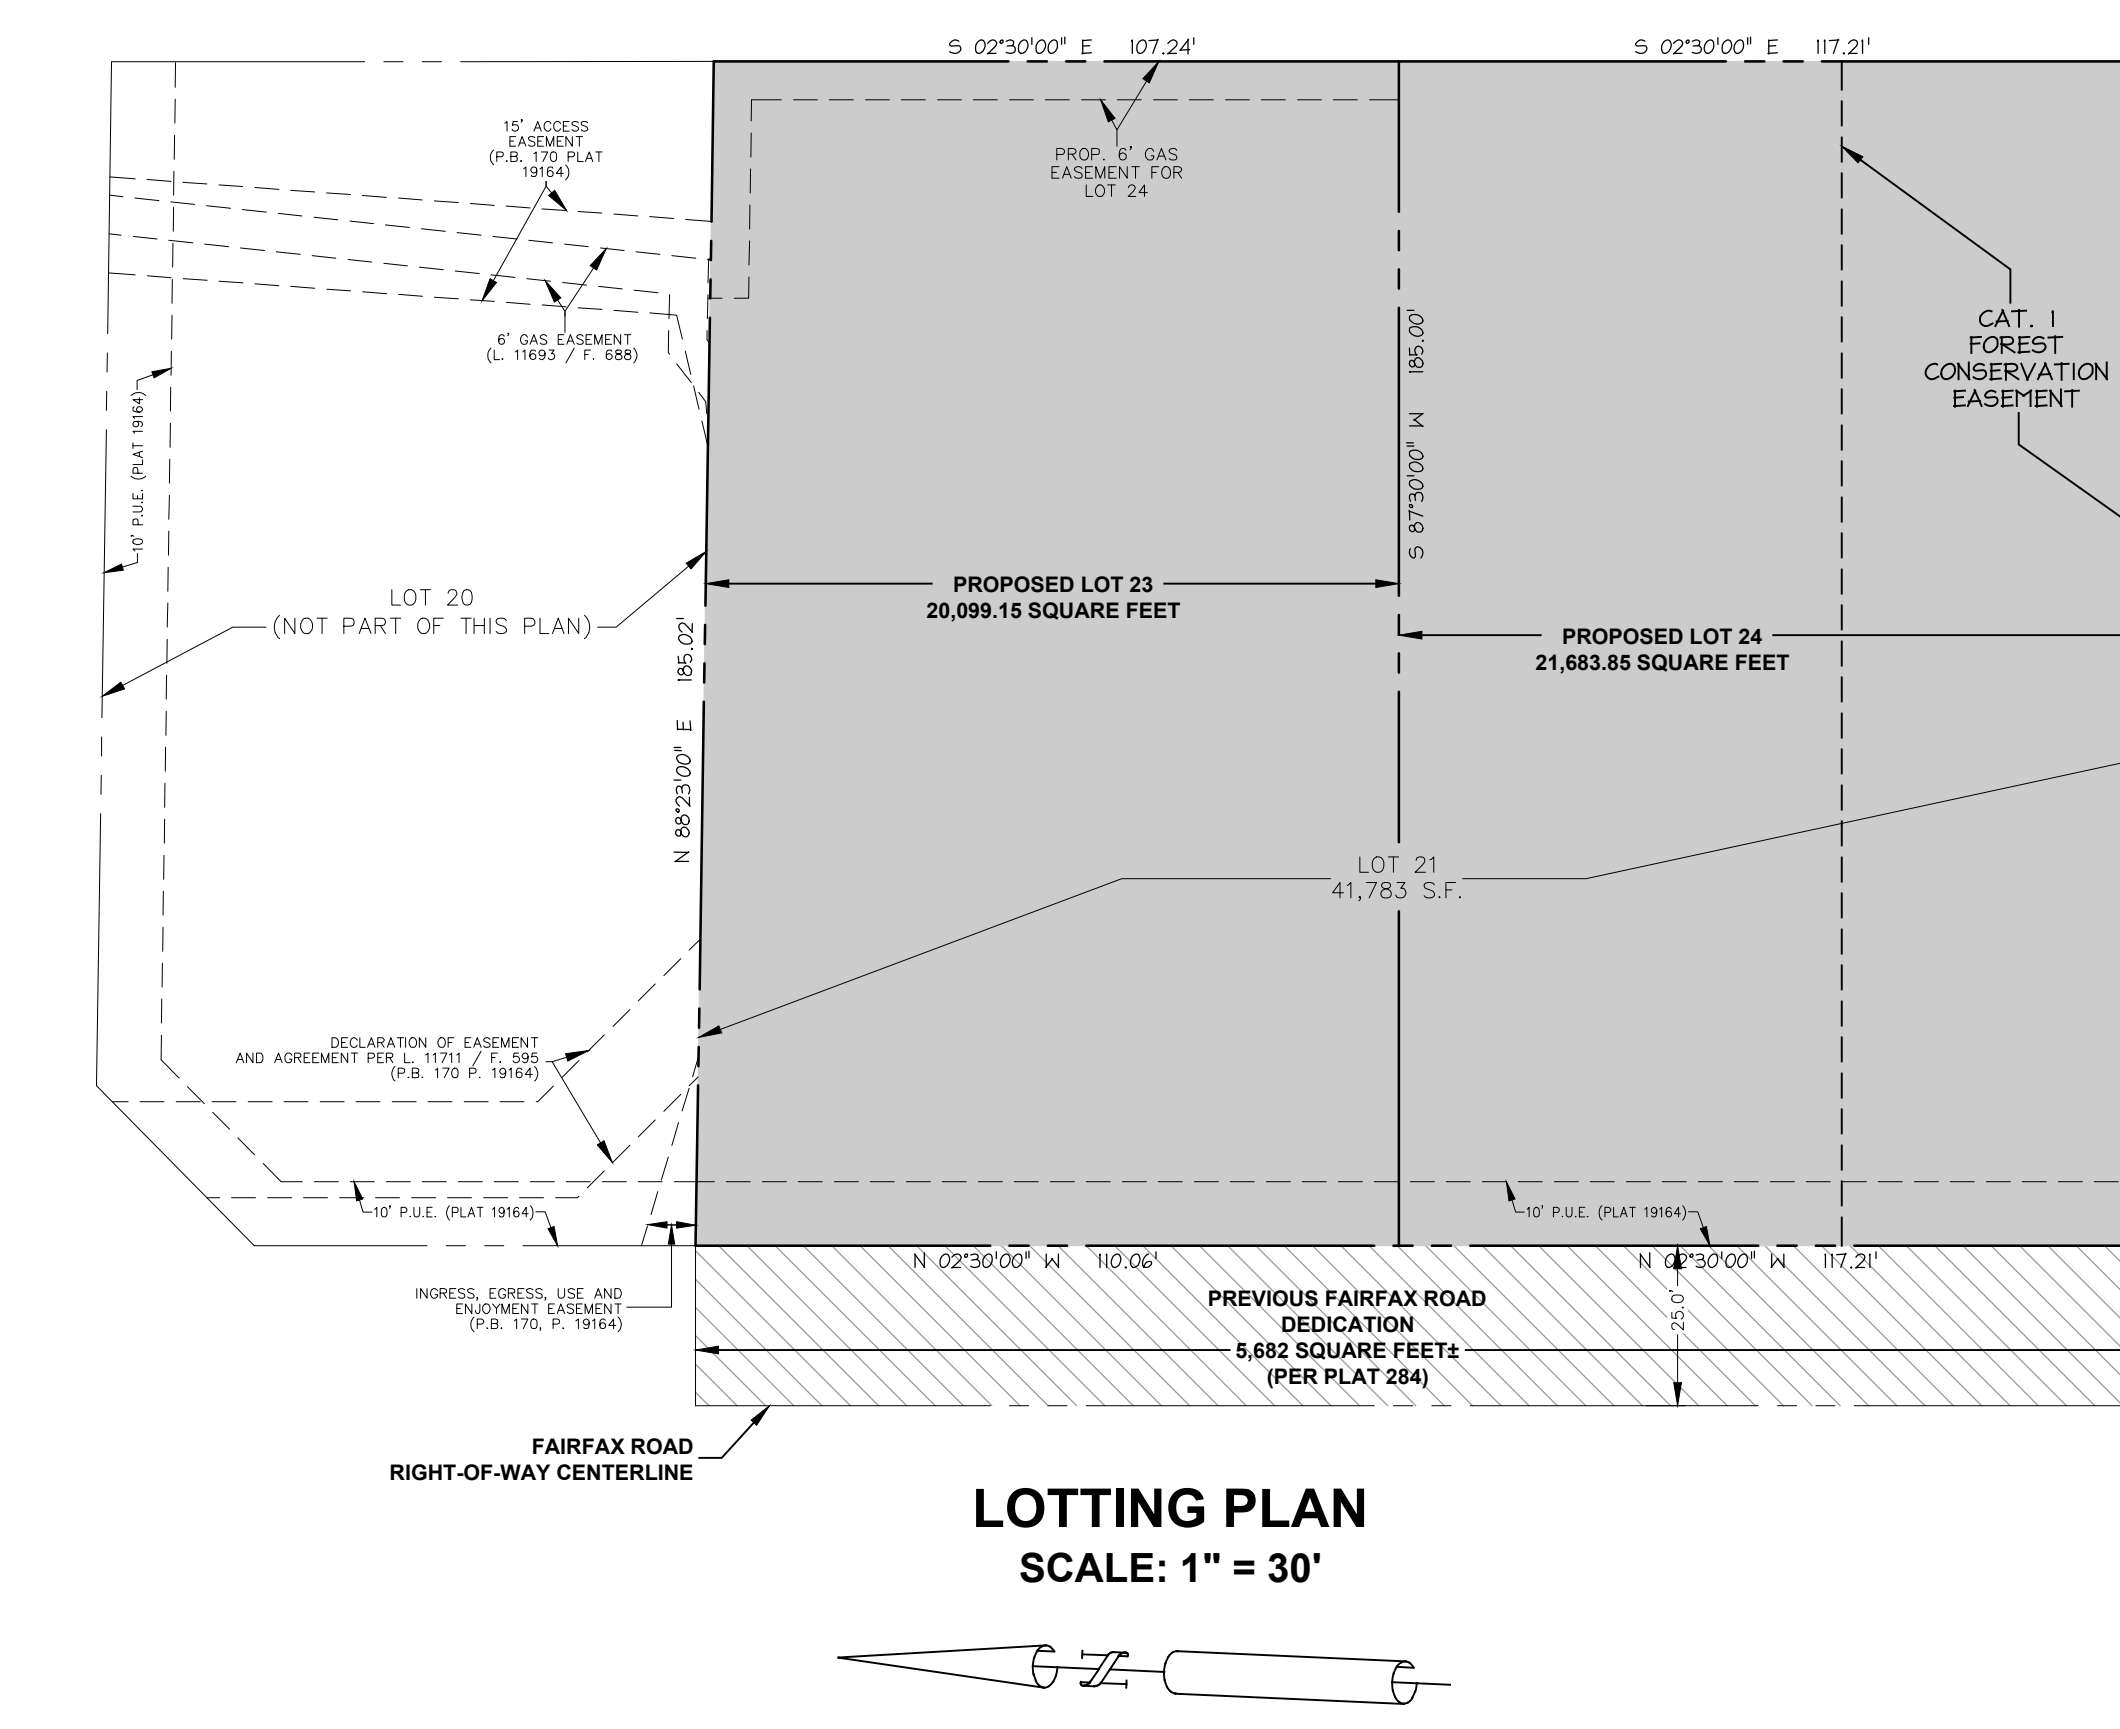 S 02°30'00" E 107.24'
S 02°30'00" E 117.21'
15' ACCESS
EASEMENT
(P.B. 170 PLAT
19164)
PROP. 6' GAS
EASEMENT FOR
LOT 24
6' GAS EASEMENT
(L. 11693 / F. 688)
10' P.U.E. (PLAT 19164)
S 87°30'00" W 185.00'
CAT. 1
FOREST
CONSERVATION
EASEMENT
LOT 20
(NOT PART OF THIS PLAN)
PROPOSED LOT 23
20,099.15 SQUARE FEET
PROPOSED LOT 24
21,683.85 SQUARE FEET
N 88°23'00" E 185.02'
LOT 21
41,783 S.F.
DECLARATION OF EASEMENT
AND AGREEMENT PER L. 11711 / F. 595
(P.B. 170 P. 19164)
10' P.U.E. (PLAT 19164)
10' P.U.E. (PLAT 19164)
N 02°30'00" W 110.06'
N 02°30'00" W 117.21'
INGRESS, EGRESS, USE AND
ENJOYMENT EASEMENT
(P.B. 170, P. 19164)
PREVIOUS FAIRFAX ROAD
DEDICATION
5,682 SQUARE FEET±
(PER PLAT 284)
25.0'
FAIRFAX ROAD
RIGHT-OF-WAY CENTERLINE
LOTTING PLAN
SCALE: 1" = 30'
N